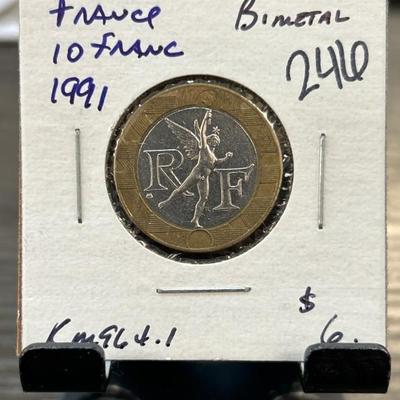 France Bimetal
10 Franc 246
1991
R F
$
Km964.1 6.